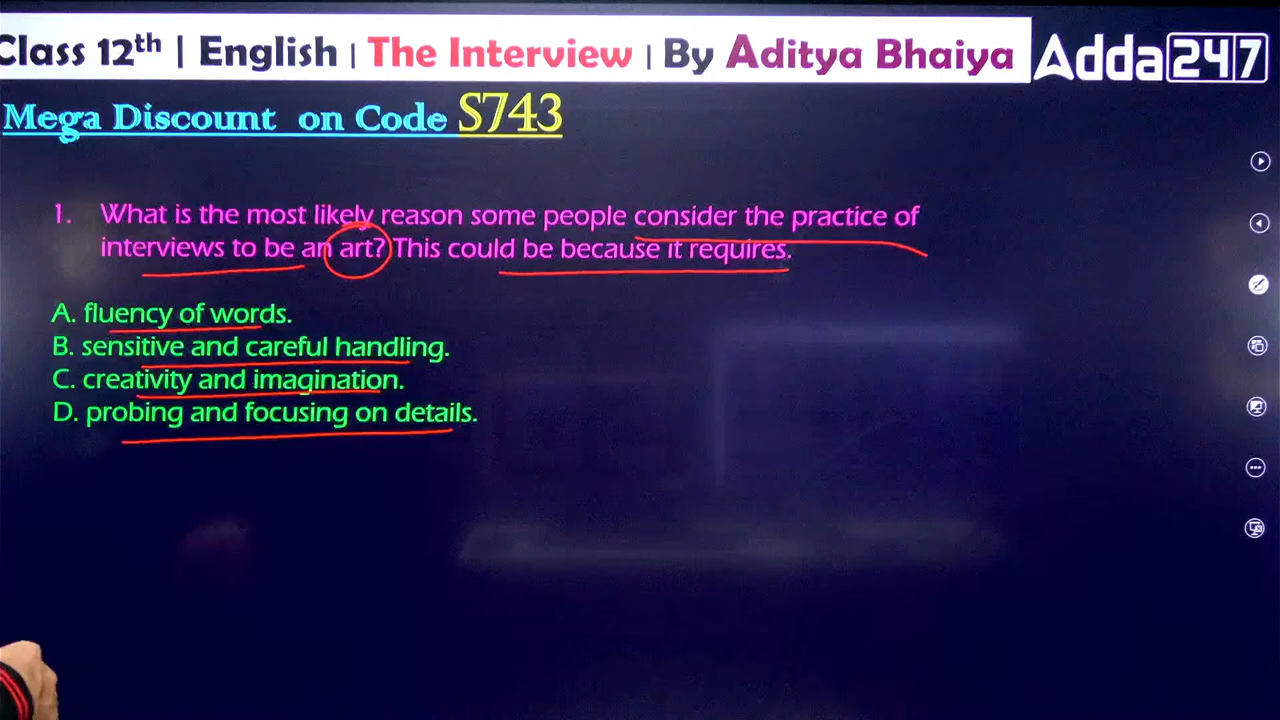 Class 12th | English | The Interview | By Aditya Bhaiya
Adda 247
Mega Discount on Code S743
1. What is the most likely reason some people consider the practice of
interviews to be an art? This could be because it requires.
A. fluency of words.
B. sensitive and careful handling.
C. creativity and imagination.
D. probing and focusing on details.